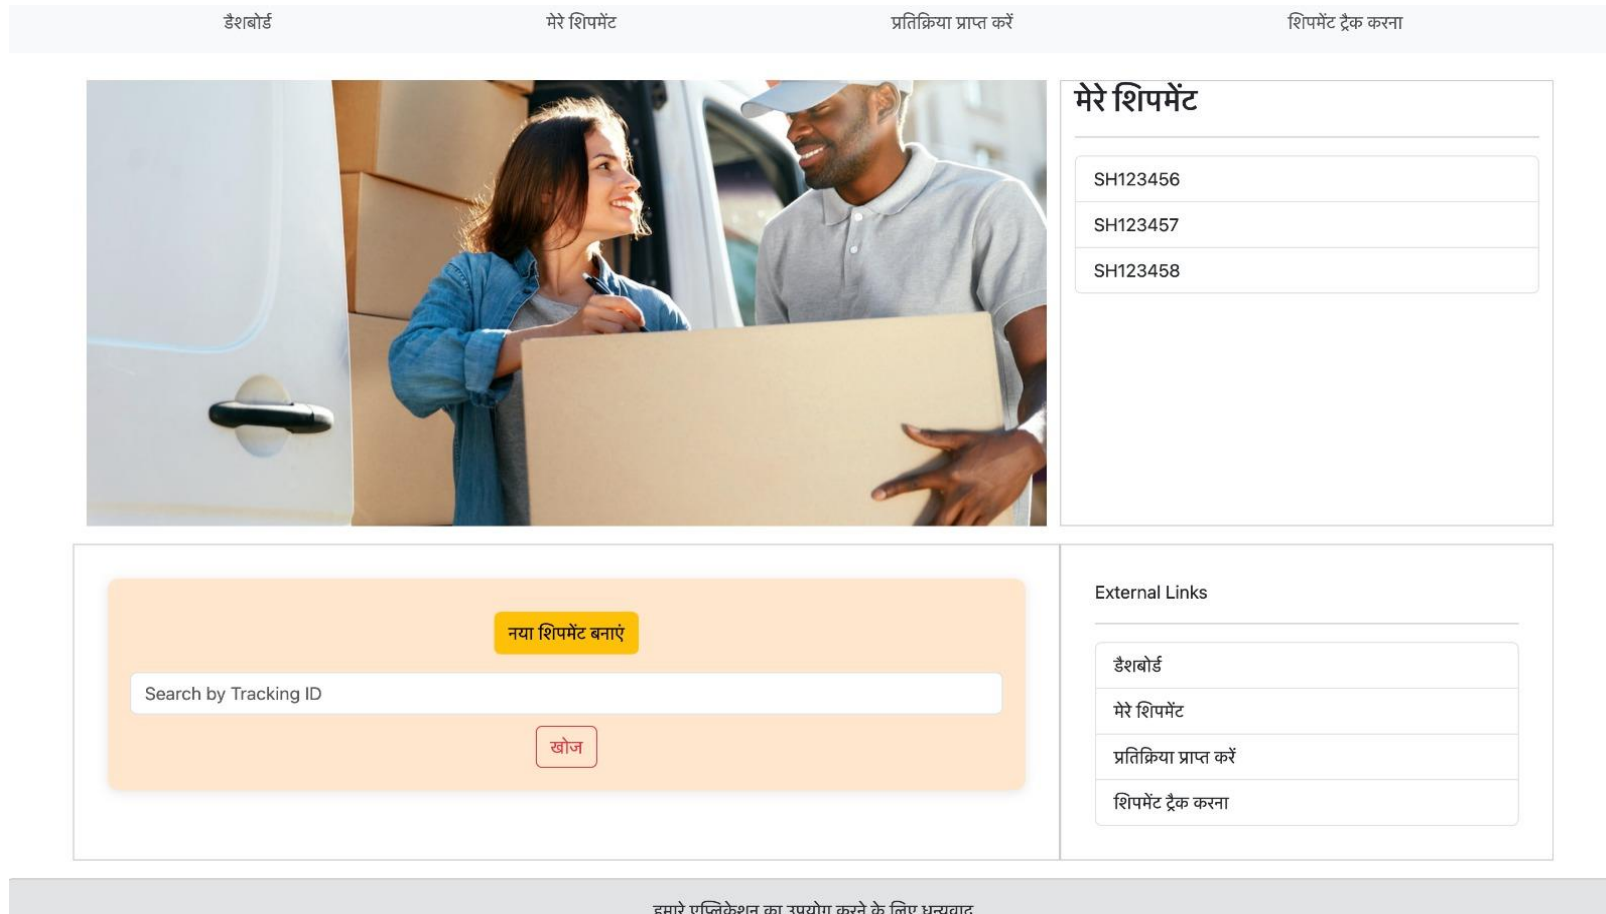 डैशबोर्ड मेरे शिपमेंट प्रतिक्रिया प्राप्त करें शिपमेंट ट्रैक करना
मेरे शिपमेंट
SH123456
SH123457
SH123458
नया शिपमेंट बनाएं
Search by Tracking ID
खोज
External Links
डैशबोर्ड
मेरे शिपमेंट
प्रतिक्रिया प्राप्त करें
शिपमेंट ट्रैक करना
हमारे एप्लिकेशन का उपयोग करने के लिए धन्यवाद